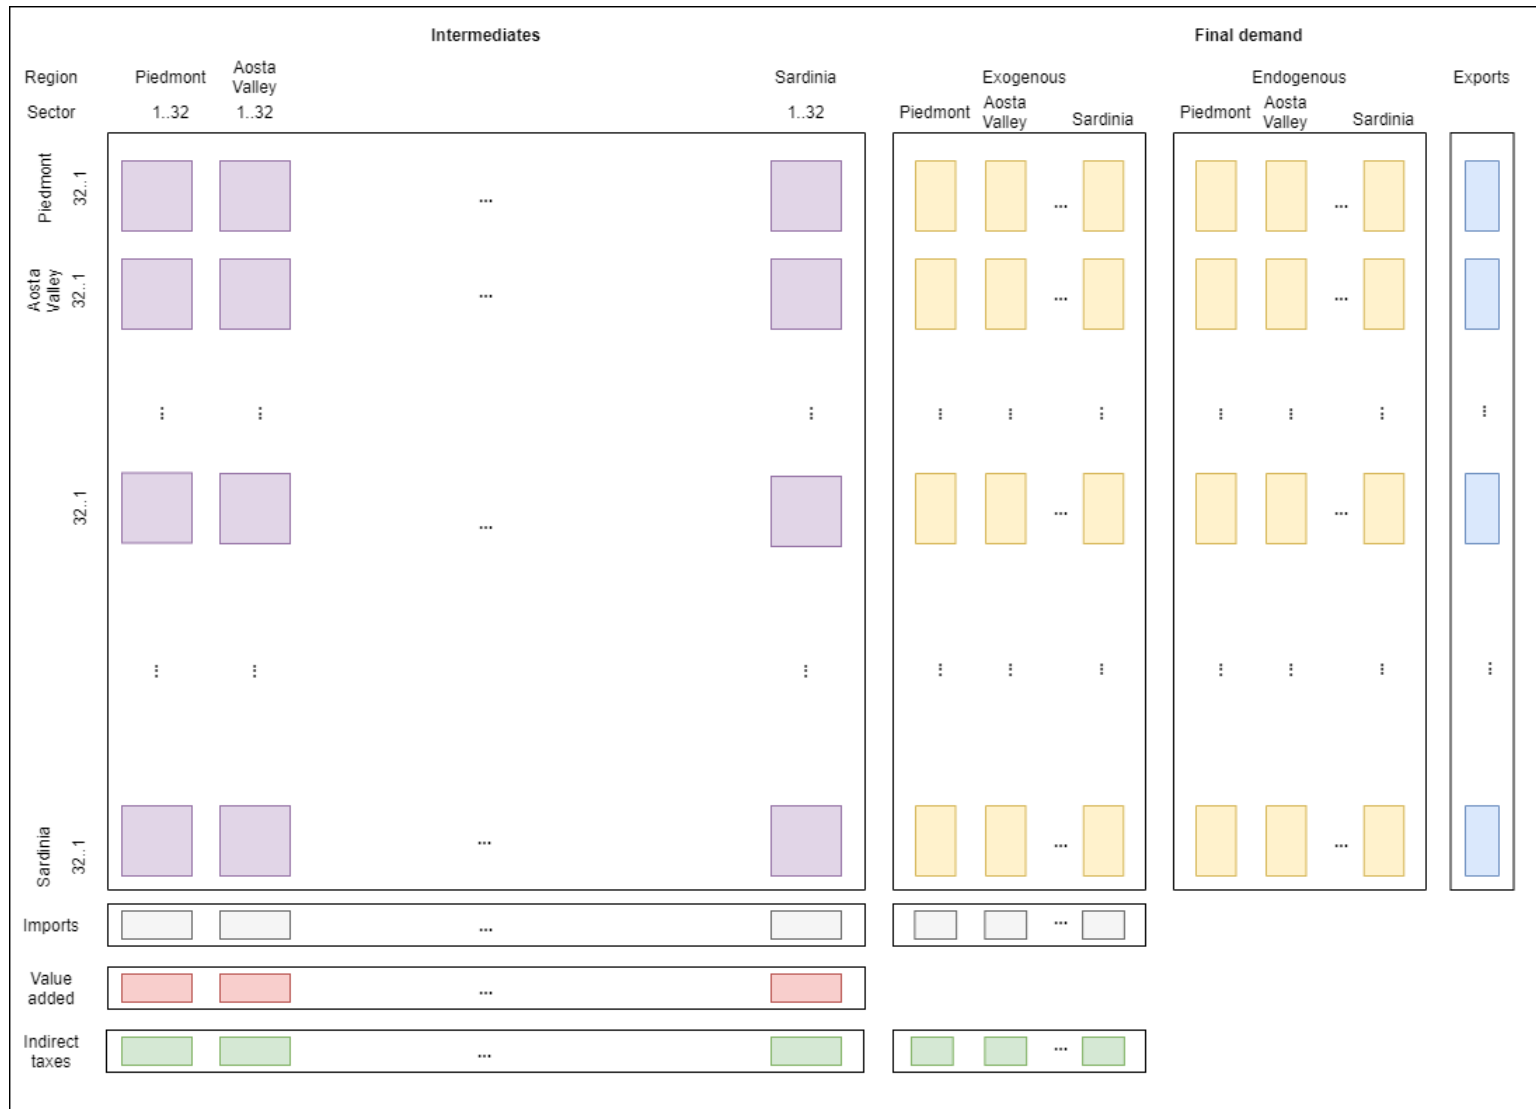 Intermediates
Final demand
Region
Piedmont
Aosta
Valley
Sardinia
Exogenous
Endogenous
Exports
Sector
1..32
1..32
1..32
Piedmont
Aosta
Valley
Sardinia
Piedmont
Aosta
Valley
Sardinia
Piedmont
32..1
...
...
...
Aosta
Valley
32..1
...
...
...
...
...
...
...
...
...
...
...
...
...
32..1
...
...
...
...
...
...
...
...
...
...
...
...
...
Sardinia
32..1
...
...
...
Imports
...
...
Value
added
...
Indirect
taxes
...
...